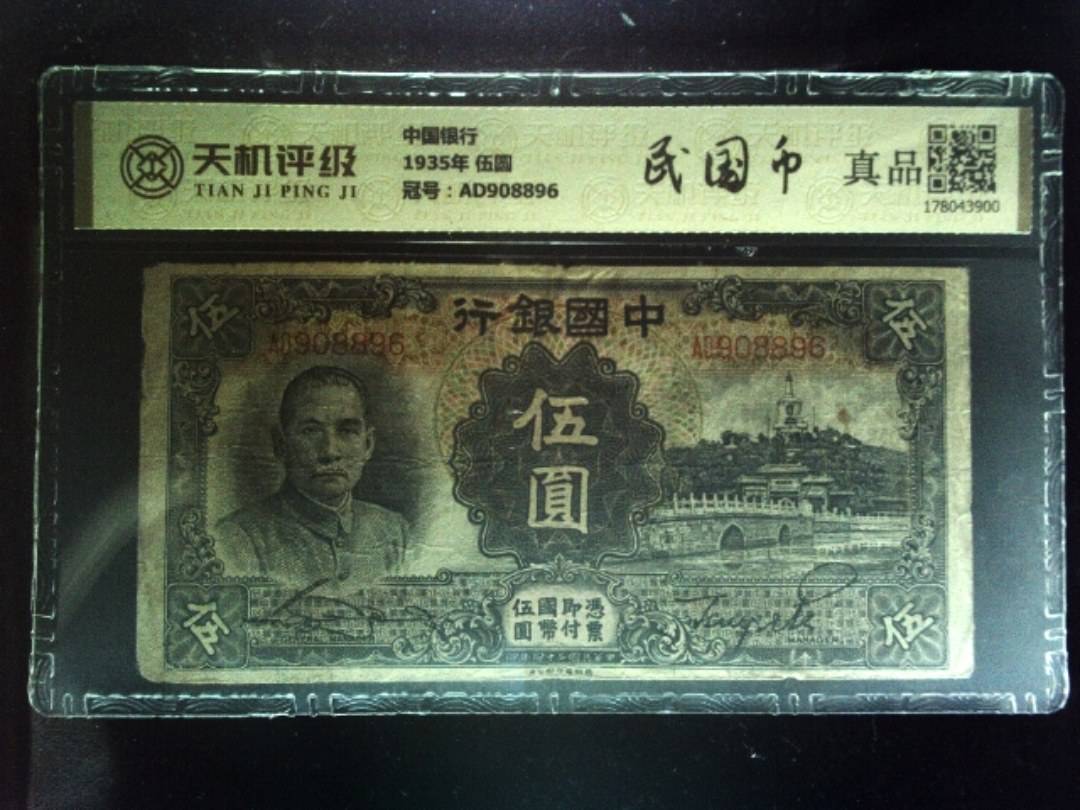 天机评级
TIAN JI PING JI
中国银行
1935年 伍圆
冠号：AD908896
民国币
真品
178043900
伍
行銀國中
伍
AD908896
AD908896
伍圓
憑票即付國幣伍圓
MANAGER
伍
伍